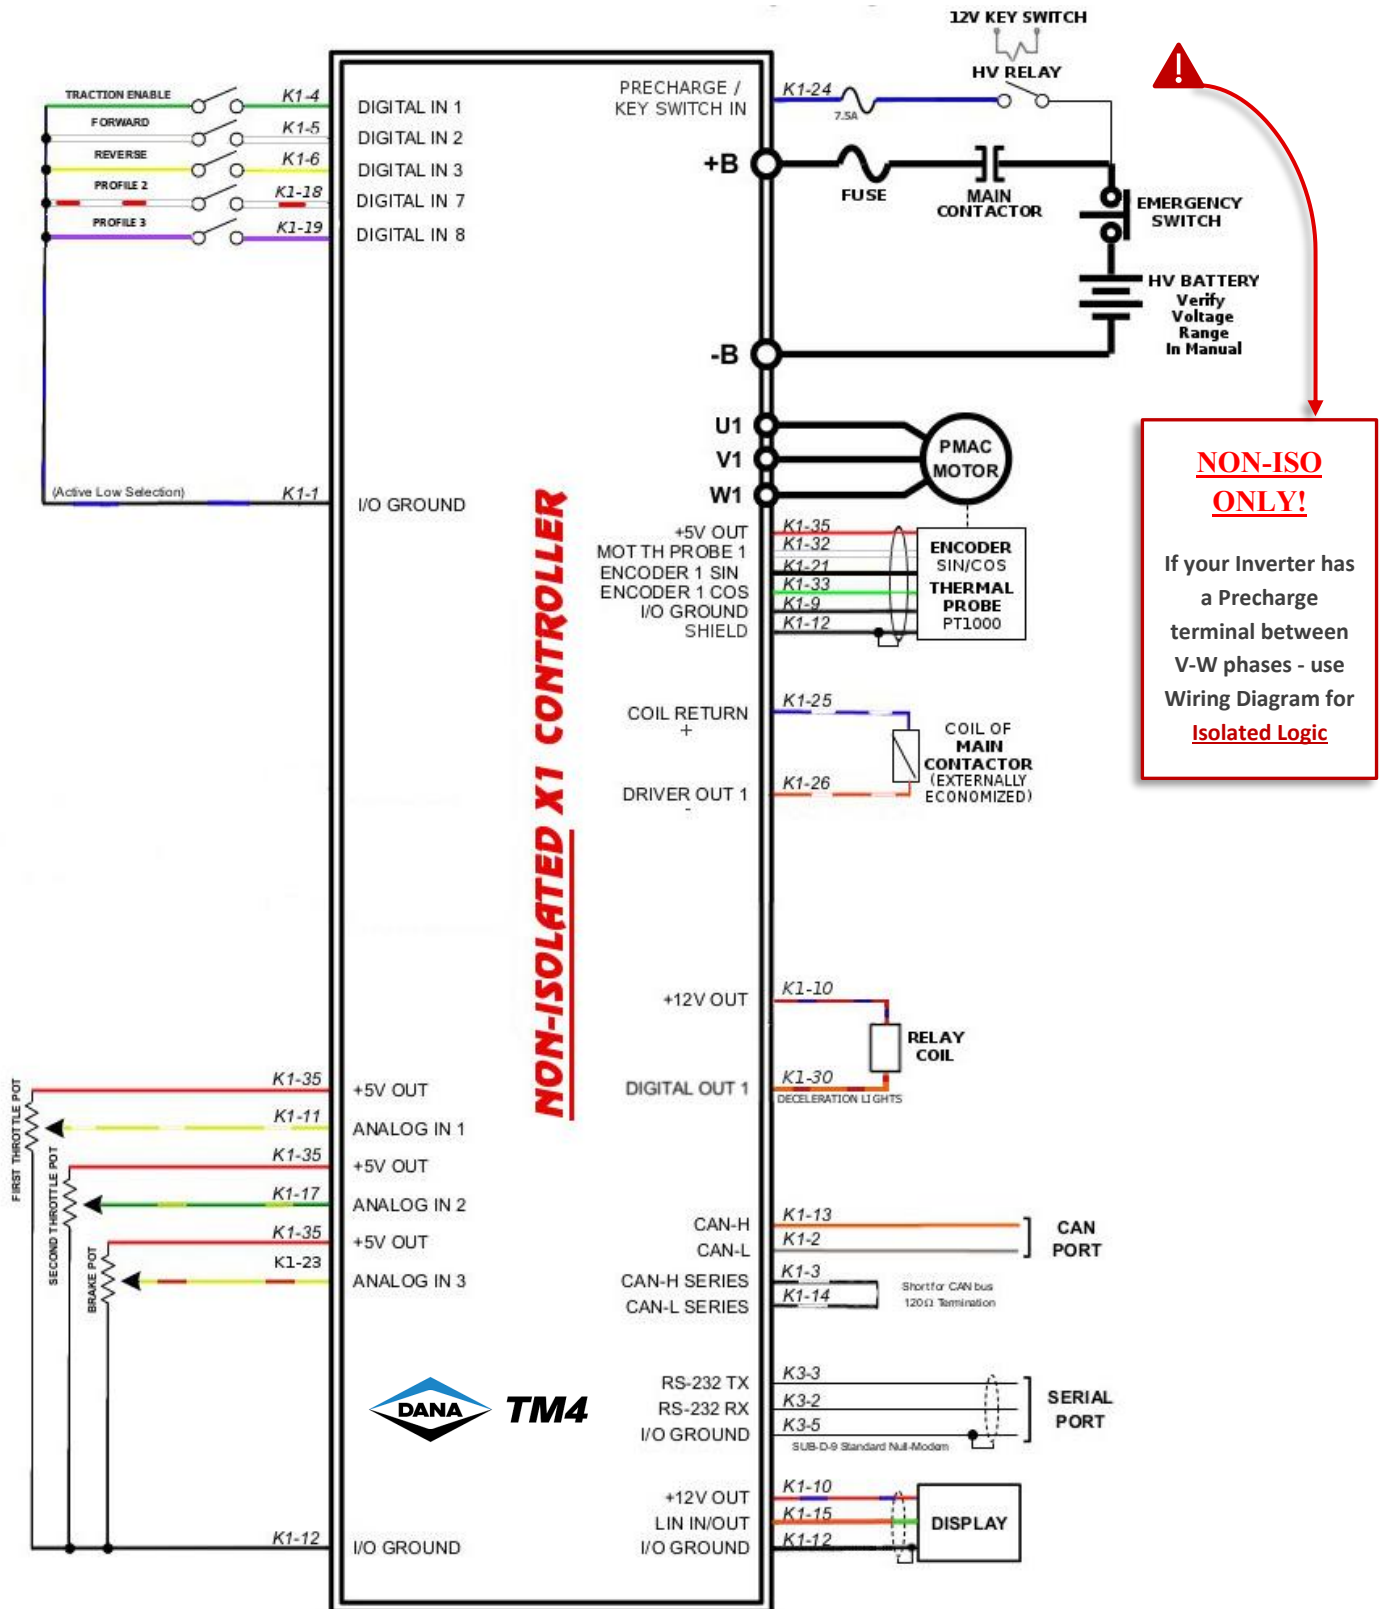 12V KEY SWITCH
HV RELAY
TRACTION ENABLE
K1-4
DIGITAL IN 1
FORWARD
K1-5
DIGITAL IN 2
REVERSE
K1-6
DIGITAL IN 3
PROFILE 2
K1-18
DIGITAL IN 7
PROFILE 3
K1-19
DIGITAL IN 8
(Active Low Selection)
K1-1
I/O GROUND
PRECHARGE /
KEY SWITCH IN
K1-24
7.5A
+B
FUSE
MAIN
CONTACTOR
EMERGENCY
SWITCH
HV BATTERY
Verify
Voltage
Range
In Manual
-B
U1
V1
W1
PMAC
MOTOR
+5V OUT
K1-35
MOT TH PROBE 1
K1-32
ENCODER 1 SIN
K1-21
ENCODER 1 COS
K1-33
I/O GROUND
K1-9
SHIELD
K1-12
ENCODER
SIN/COS
THERMAL
PROBE
PT1000
COIL RETURN
+
K1-25
DRIVER OUT 1
-
K1-26
COIL OF
MAIN
CONTACTOR
(EXTERNALLY
ECONOMIZED)
NON-ISO
ONLY!
If your Inverter has
a Precharge
terminal between
V-W phases - use
Wiring Diagram for
Isolated Logic
NON-ISOLATED X1 CONTROLLER
+12V OUT
K1-10
RELAY
COIL
DIGITAL OUT 1
K1-30
DECELERATION LIGHTS
FIRST THROTTLE POT
K1-35
+5V OUT
K1-11
ANALOG IN 1
SECOND THROTTLE POT
K1-35
+5V OUT
K1-17
ANALOG IN 2
BRAKE POT
K1-35
+5V OUT
K1-23
ANALOG IN 3
K1-12
I/O GROUND
CAN-H
K1-13
CAN-L
K1-2
CAN
PORT
CAN-H SERIES
K1-3
CAN-L SERIES
K1-14
Short for CAN bus
120Ω Termination
DANA TM4
RS-232 TX
K3-3
RS-232 RX
K3-2
I/O GROUND
K3-5
SUB-D-9 Standard Null-Modem
SERIAL
PORT
+12V OUT
K1-10
LIN IN/OUT
K1-15
I/O GROUND
K1-12
DISPLAY